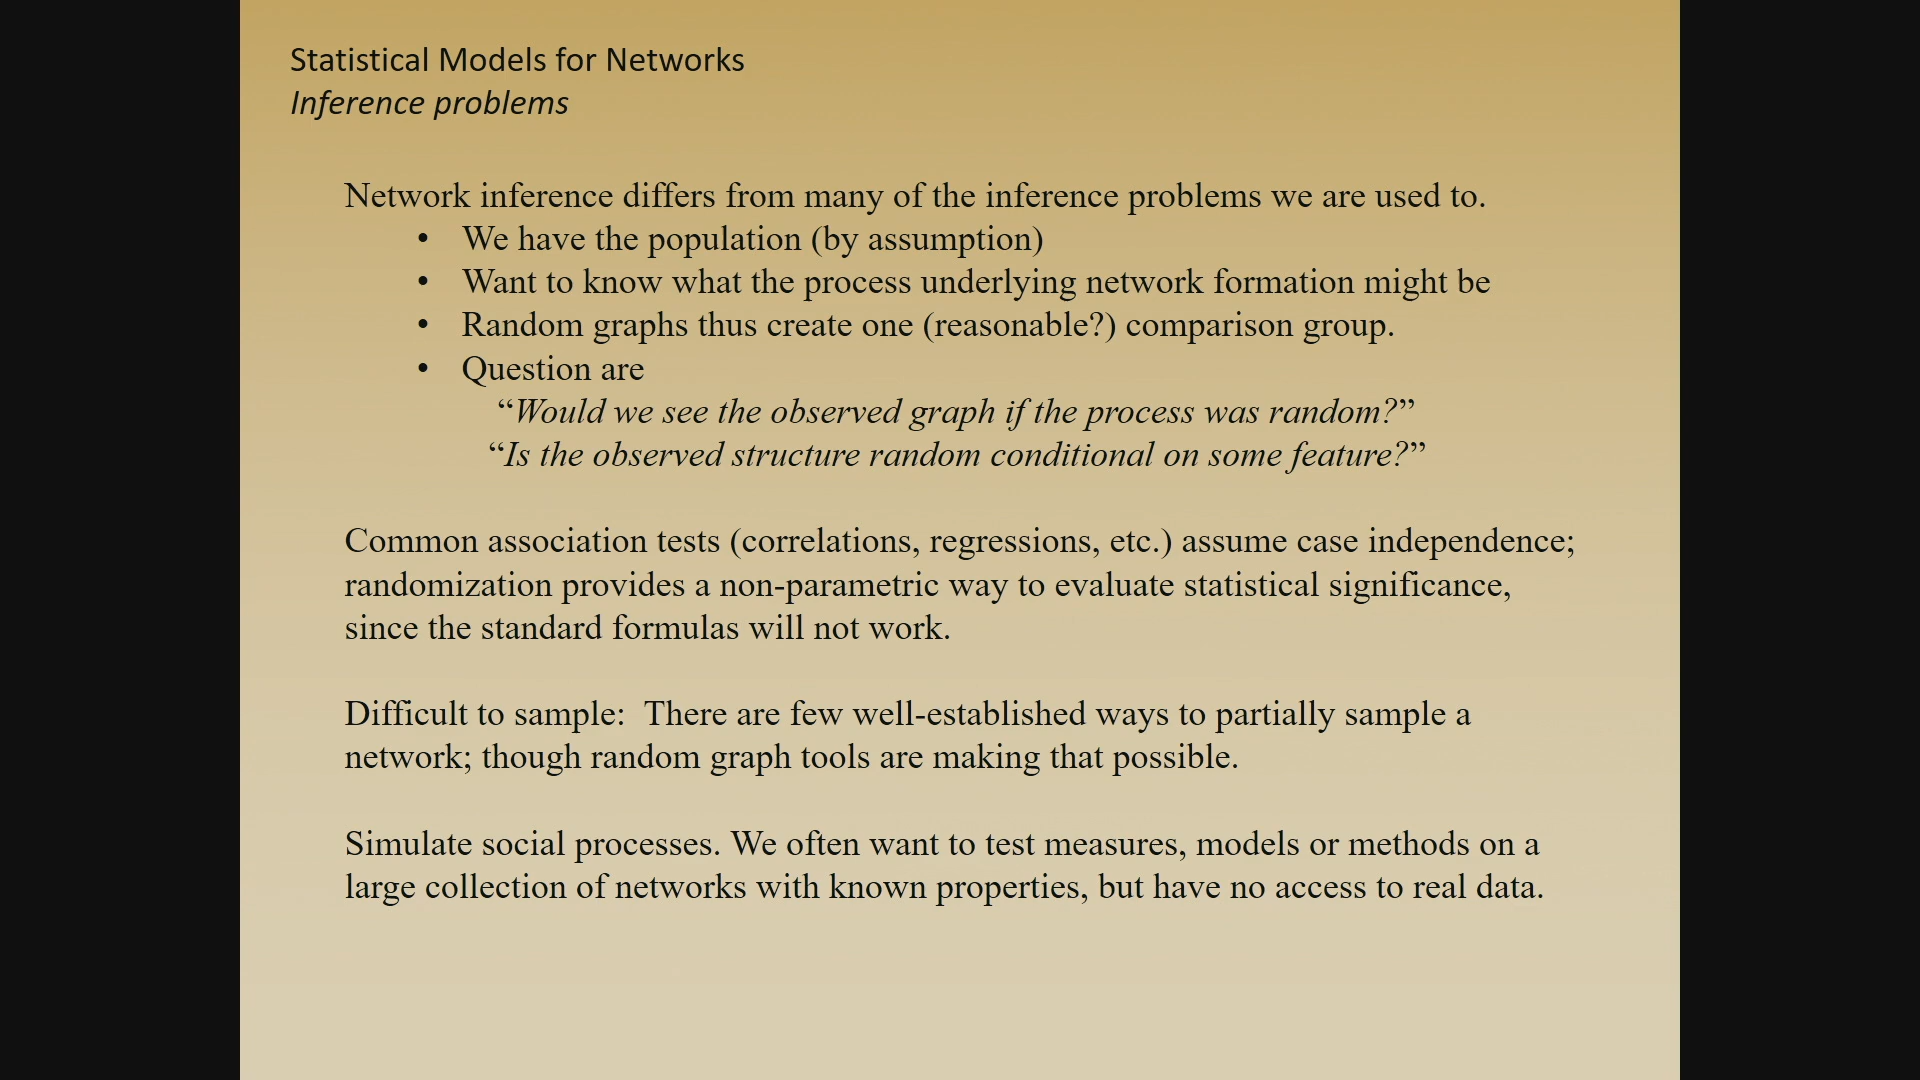 Statistical Models for Networks
Inference problems
Network inference differs from many of the inference problems we are used to.
• We have the population (by assumption)
• Want to know what the process underlying network formation might be
• Random graphs thus create one (reasonable?) comparison group.
• Question are
“Would we see the observed graph if the process was random?”
“Is the observed structure random conditional on some feature?”
Common association tests (correlations, regressions, etc.) assume case independence;
randomization provides a non-parametric way to evaluate statistical significance,
since the standard formulas will not work.
Difficult to sample:  There are few well-established ways to partially sample a
network; though random graph tools are making that possible.
Simulate social processes. We often want to test measures, models or methods on a
large collection of networks with known properties, but have no access to real data.